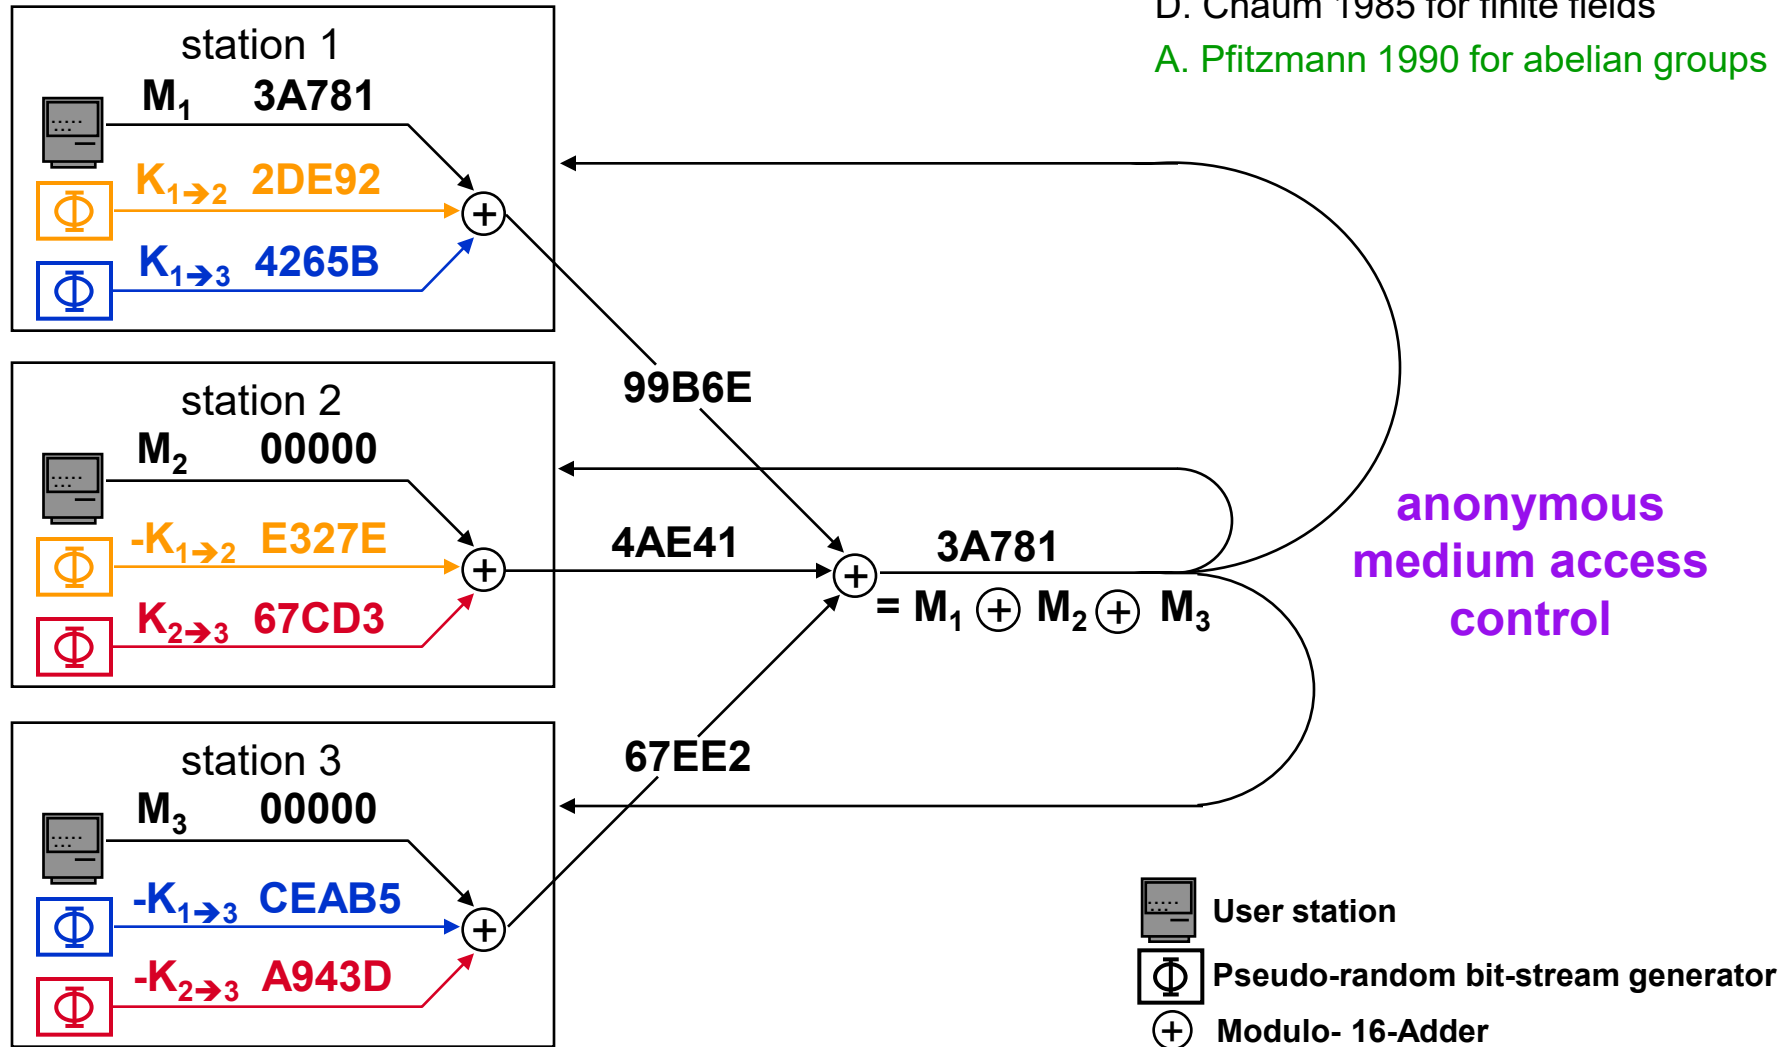 D. Chaum 1985 for finite fields
A. Pfitzmann 1990 for abelian groups
station 1
M1 3A781
K1➔2 2DE92
K1➔3 4265B
99B6E
station 2
M2 00000
-K1➔2 E327E
K2➔3 67CD3
4AE41
3A781
= M1 ⊕ M2 ⊕ M3
anonymous
medium access
control
station 3
M3 00000
-K1➔3 CEAB5
-K2➔3 A943D
67EE2
User station
Φ Pseudo-random bit-stream generator
⊕ Modulo- 16-Adder